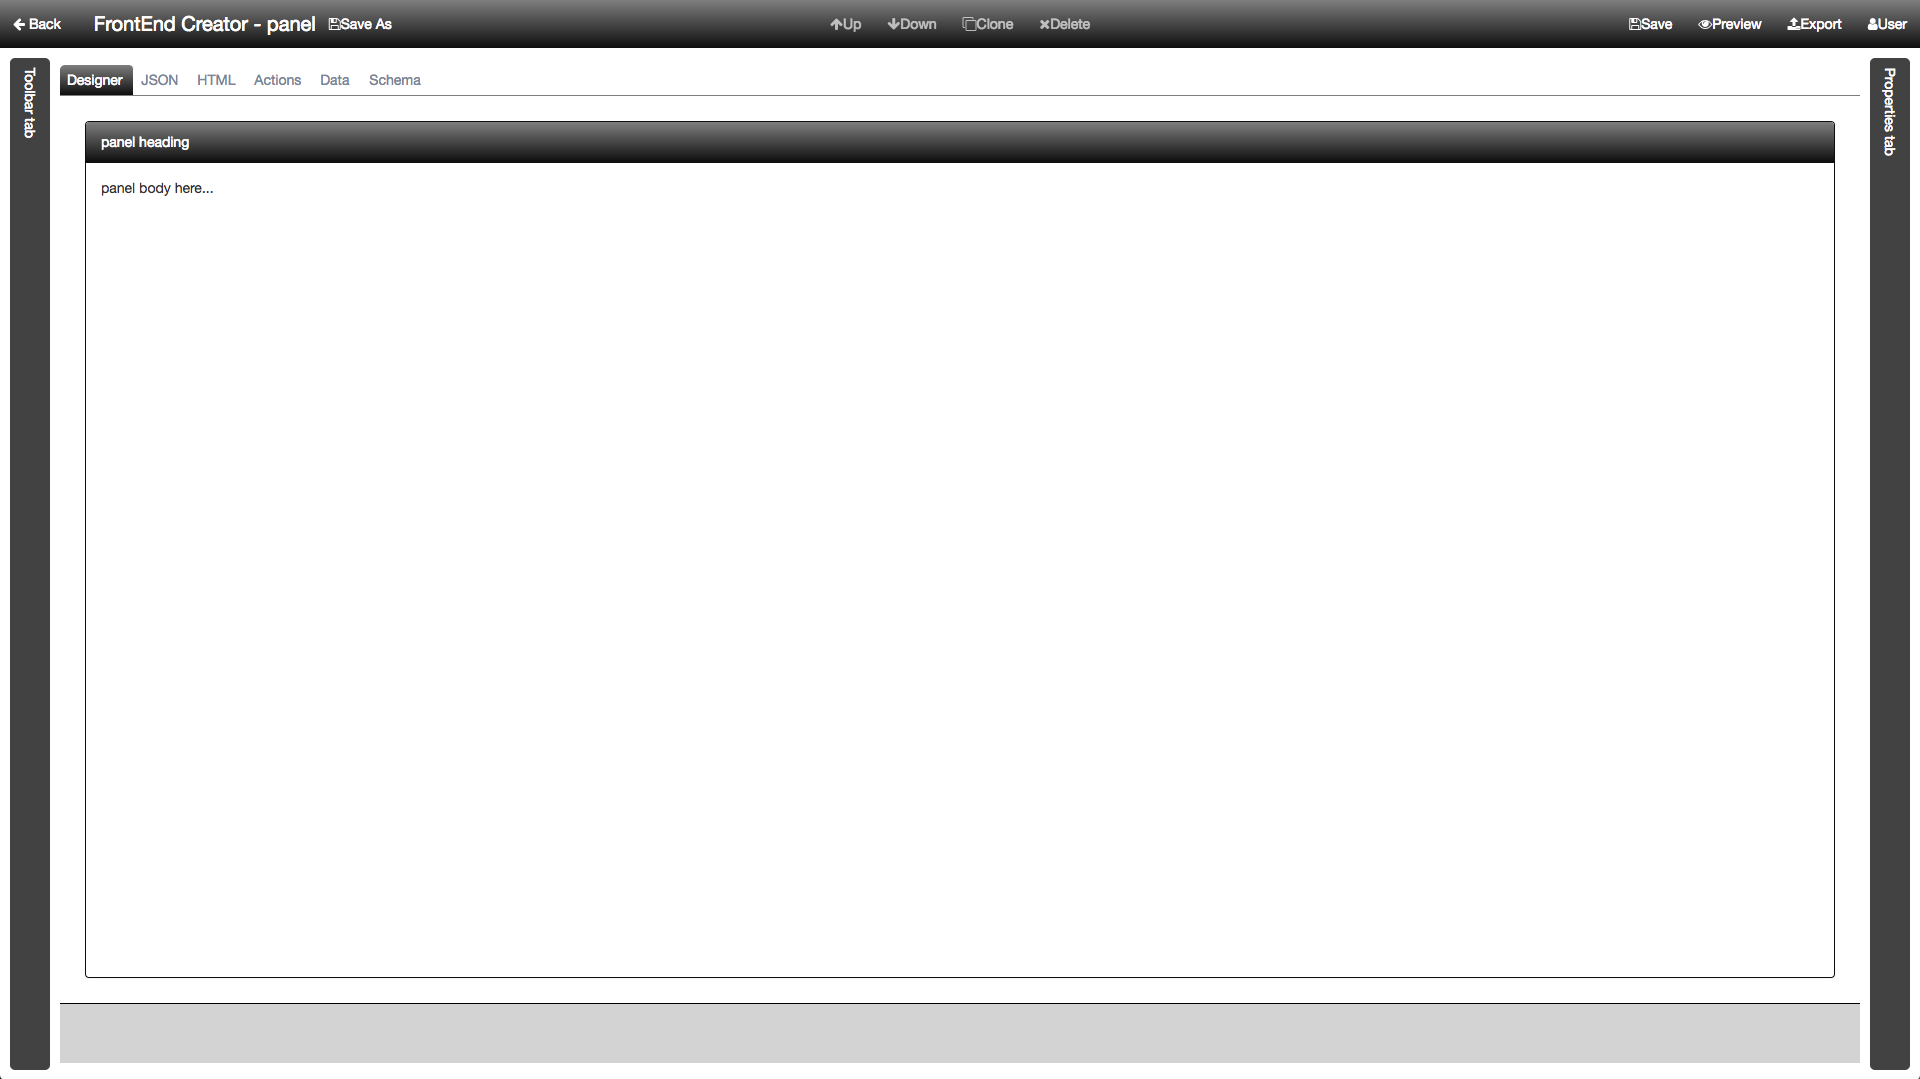 Back FrontEnd Creator - panel Save As Up Down Clone Delete Save Preview Export User
Toolbar tab
Designer JSON HTML Actions Data Schema
Properties tab
panel heading
panel body here...